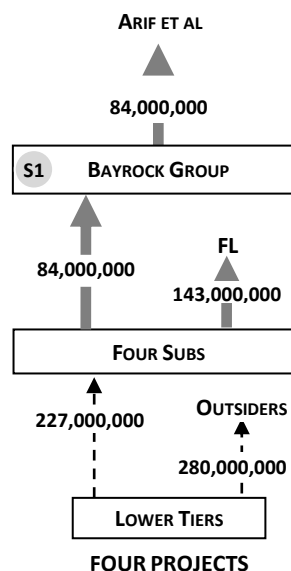 ARIF ET AL
84,000,000
S1 BAYROCK GROUP
FL
84,000,000
143,000,000
FOUR SUBS
OUTSIDERS
227,000,000
280,000,000
LOWER TIERS
FOUR PROJECTS